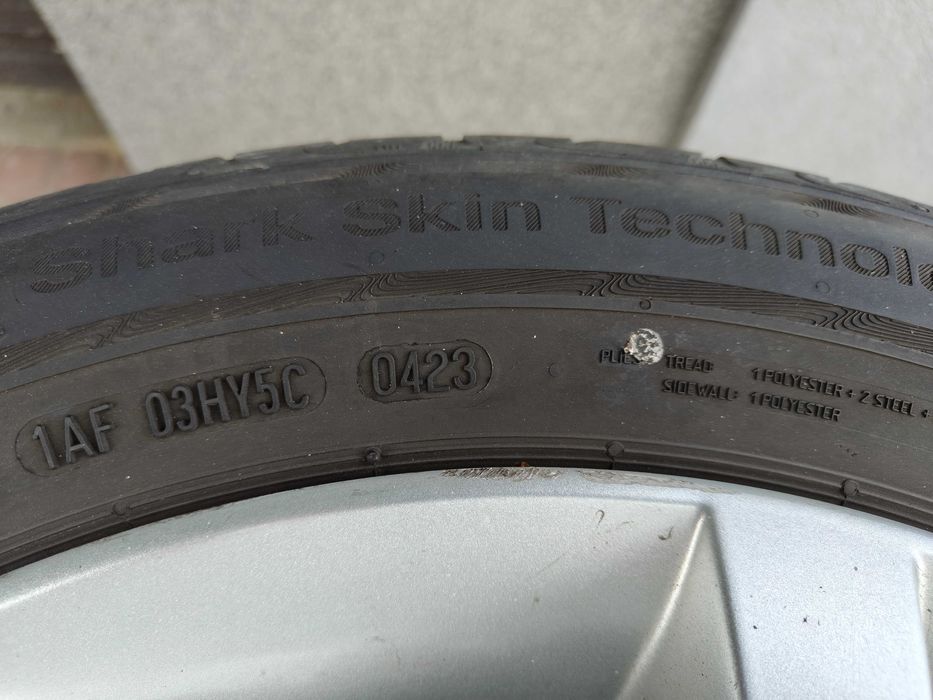 Shark Skin Technolo
1AF 03HY5C 0423
PLIES TREAD: 1 POLYESTER + 2 STEEL +
SIDEWALL: 1 POLYESTER